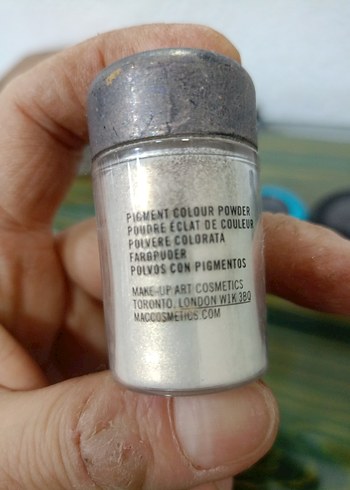 PIGMENT COLOUR POWDER
POUDRE ÉCLAT DE COULEUR
POLVERE COLORATA
FARGPUDER
POLVOS CON PIGMENTOS
MAKE-UP ART COSMETICS
TORONTO, LONDON W1K 3BQ
MACCOSMETICS.COM